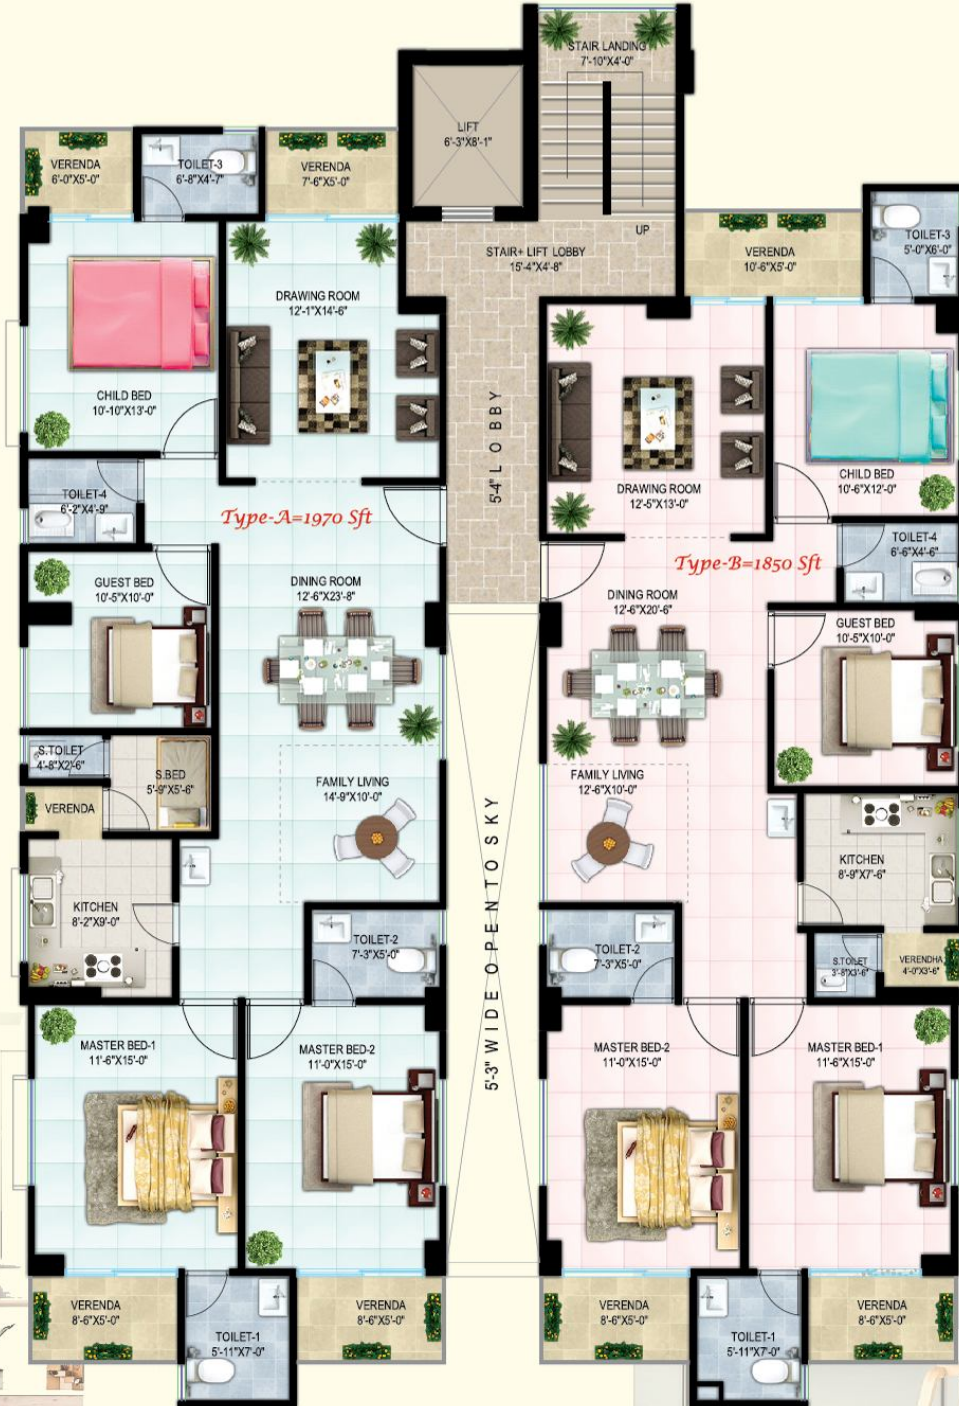 STAIR LANDING
7'-10"X4'-0"
LIFT
6'-3"X8'-1"
VERENDA
6'-0"X5'-0"
TOILET-3
6'-8"X4'-7"
VERENDA
7'-6"X5'-0"
UP
STAIR+ LIFT LOBBY
15'-4"X4'-8"
VERENDA
10'-6"X5'-0"
TOILET-3
5'-0"X6'-0"
DRAWING ROOM
12'-1"X14'-6"
CHILD BED
10'-10"X13'-0"
5'4" L O B B Y
DRAWING ROOM
12'-5"X13'-0"
CHILD BED
10'-6"X12'-0"
TOILET-4
6'-2"X4'-9"
Type-A=1970 Sft
Type-B=1850 Sft
TOILET-4
6'-6"X4'-6"
GUEST BED
10'-5"X10'-0"
DINING ROOM
12'-6"X23'-8"
DINING ROOM
12'-6"X20'-6"
GUEST BED
10'-5"X10'-0"
S.TOILET
4'-8"X2'-6"
S.BED
5'-9"X5'-6"
FAMILY LIVING
14'-9"X10'-0"
FAMILY LIVING
12'-6"X10'-0"
VERENDA
KITCHEN
8'-2"X9'-0"
KITCHEN
8'-9"X7'-6"
5'-3" W I D E O P E N T O S K Y
TOILET-2
7'-3"X5'-0"
TOILET-2
7'-3"X5'-0"
S.TOILET
3'-8"X3'-6"
VERENDHA
4'-0"X3'-6"
MASTER BED-1
11'-6"X15'-0"
MASTER BED-2
11'-0"X15'-0"
MASTER BED-2
11'-0"X15'-0"
MASTER BED-1
11'-6"X15'-0"
VERENDA
8'-6"X5'-0"
TOILET-1
5'-11"X7'-0"
VERENDA
8'-6"X5'-0"
VERENDA
8'-6"X5'-0"
TOILET-1
5'-11"X7'-0"
VERENDA
8'-6"X5'-0"